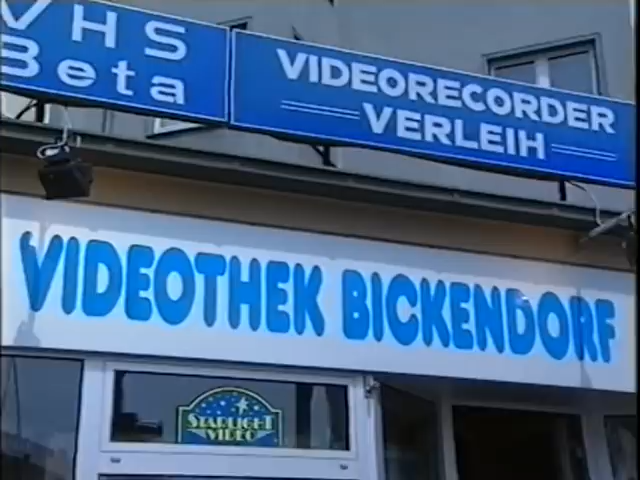 VHS
Beta
VIDEORECORDER
VERLEIH
VIDEOTHEK BICKENDORF
STARLIGHT
VIDEO